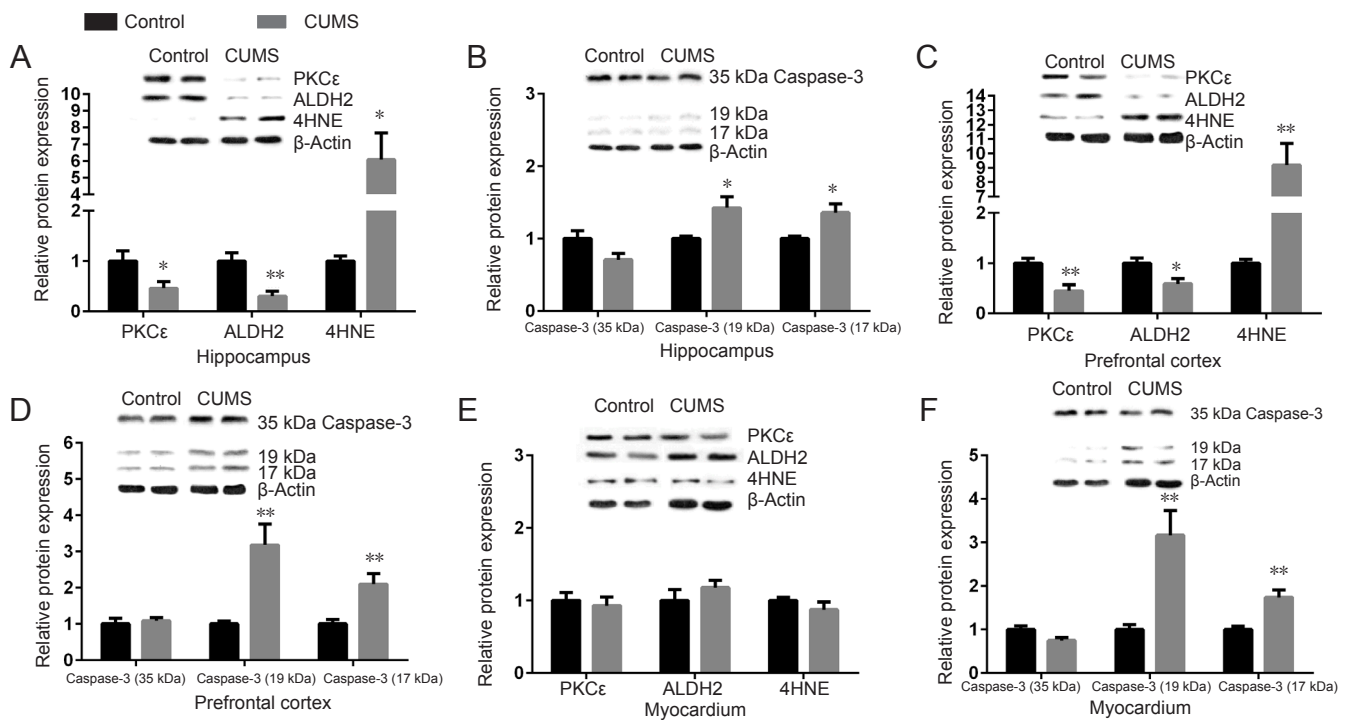 Control CUMS
A
Control CUMS
PKCε
ALDH2
4HNE
β-Actin
Relative protein expression
10
9
8
7
6
5
4
2
1
0
*
**
*
PKCε ALDH2 4HNE
Hippocampus
B
Control CUMS
35 kDa Caspase-3
19 kDa
17 kDa
β-Actin
Relative protein expression
3
2
1
0
*
*
Caspase-3 (35 kDa) Caspase-3 (19 kDa) Caspase-3 (17 kDa)
Hippocampus
C
Control CUMS
PKCε
ALDH2
4HNE
β-Actin
Relative protein expression
14
13
12
11
10
9
8
7
2
1
0
**
*
**
PKCε ALDH2 4HNE
Prefrontal cortex
D
Control CUMS
35 kDa Caspase-3
19 kDa
17 kDa
β-Actin
Relative protein expression
6
5
4
3
2
1
0
**
**
Caspase-3 (35 kDa) Caspase-3 (19 kDa) Caspase-3 (17 kDa)
Prefrontal cortex
E
Control CUMS
PKCε
ALDH2
4HNE
β-Actin
Relative protein expression
3
2
1
0
PKCε ALDH2 4HNE
Myocardium
F
Control CUMS
35 kDa Caspase-3
19 kDa
17 kDa
β-Actin
Relative protein expression
5
4
3
2
1
0
**
**
Caspase-3 (35 kDa) Caspase-3 (19 kDa) Caspase-3 (17 kDa)
Myocardium